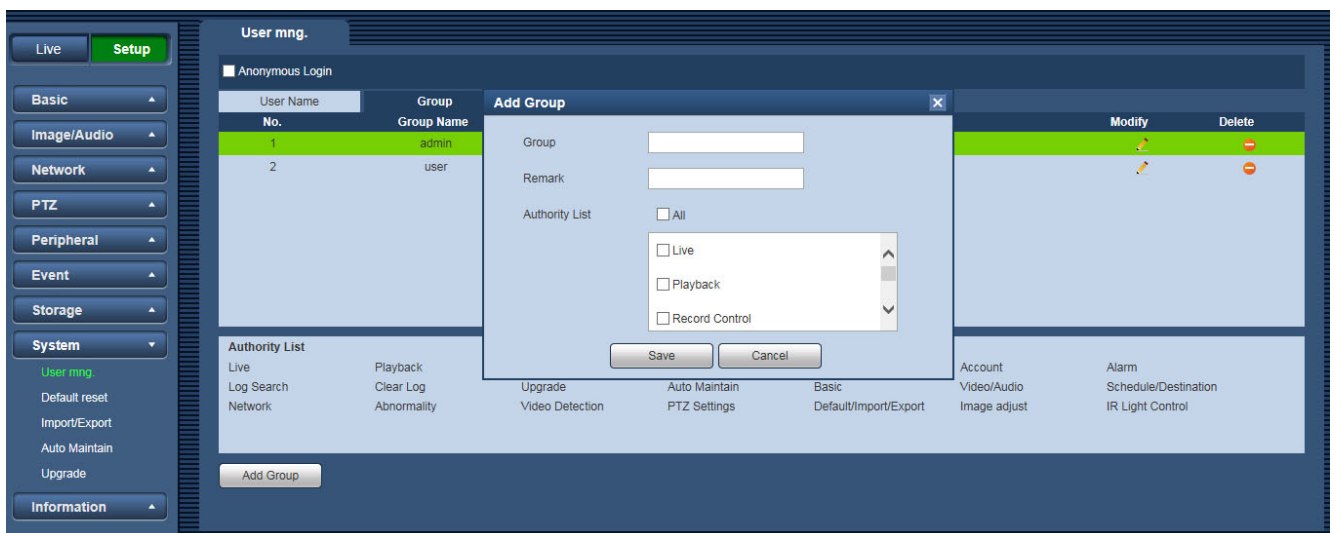 Live
Setup
Basic
Image/Audio
Network
PTZ
Peripheral
Event
Storage
System
User mng.
Default reset
Import/Export
Auto Maintain
Upgrade
Information
User mng.
Anonymous Login
User Name Group
No. Group Name Modify Delete
1 admin
2 user
Add Group
Group
Remark
Authority List All
Live
Playback
Record Control
Save Cancel
Authority List
Live Playback Account Alarm
Log Search Clear Log Upgrade Auto Maintain Basic Video/Audio Schedule/Destination
Network Abnormality Video Detection PTZ Settings Default/Import/Export Image adjust IR Light Control
Add Group